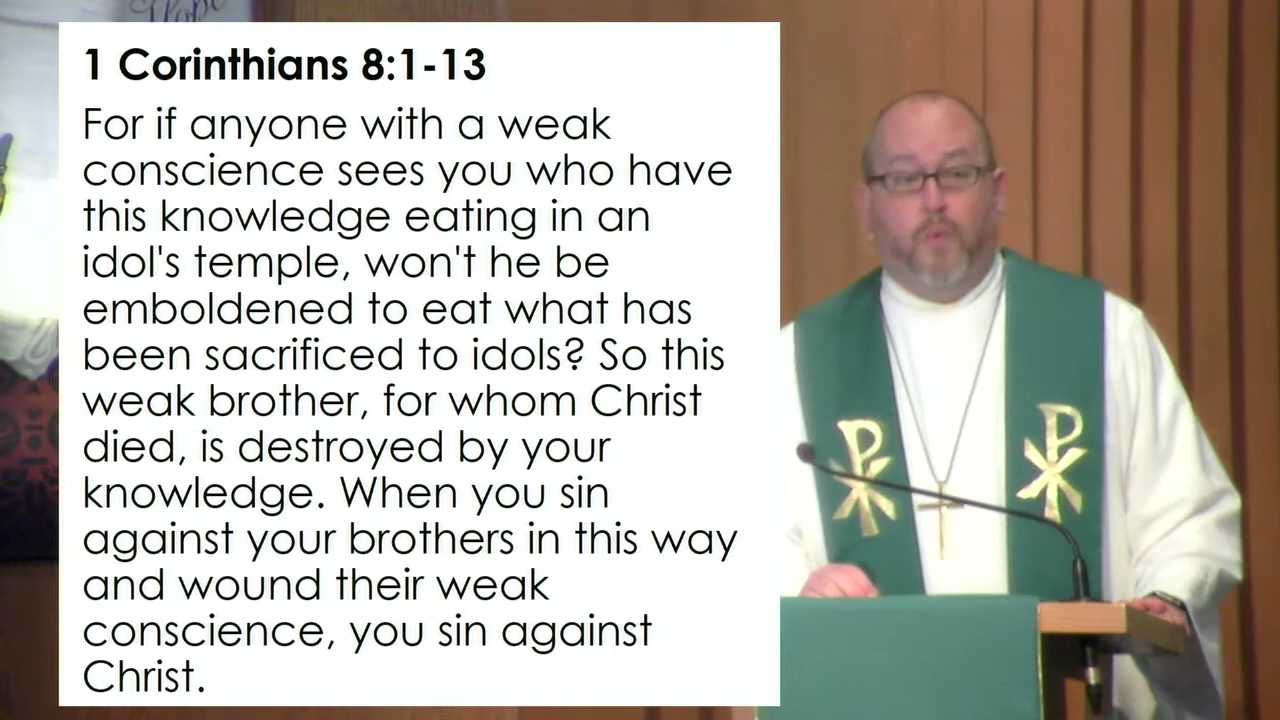 Hope
1 Corinthians 8:1-13
For if anyone with a weak
conscience sees you who have
this knowledge eating in an
idol's temple, won't he be
emboldened to eat what has
been sacrificed to idols? So this
weak brother, for whom Christ
died, is destroyed by your
knowledge. When you sin
against your brothers in this way
and wound their weak
conscience, you sin against
Christ.